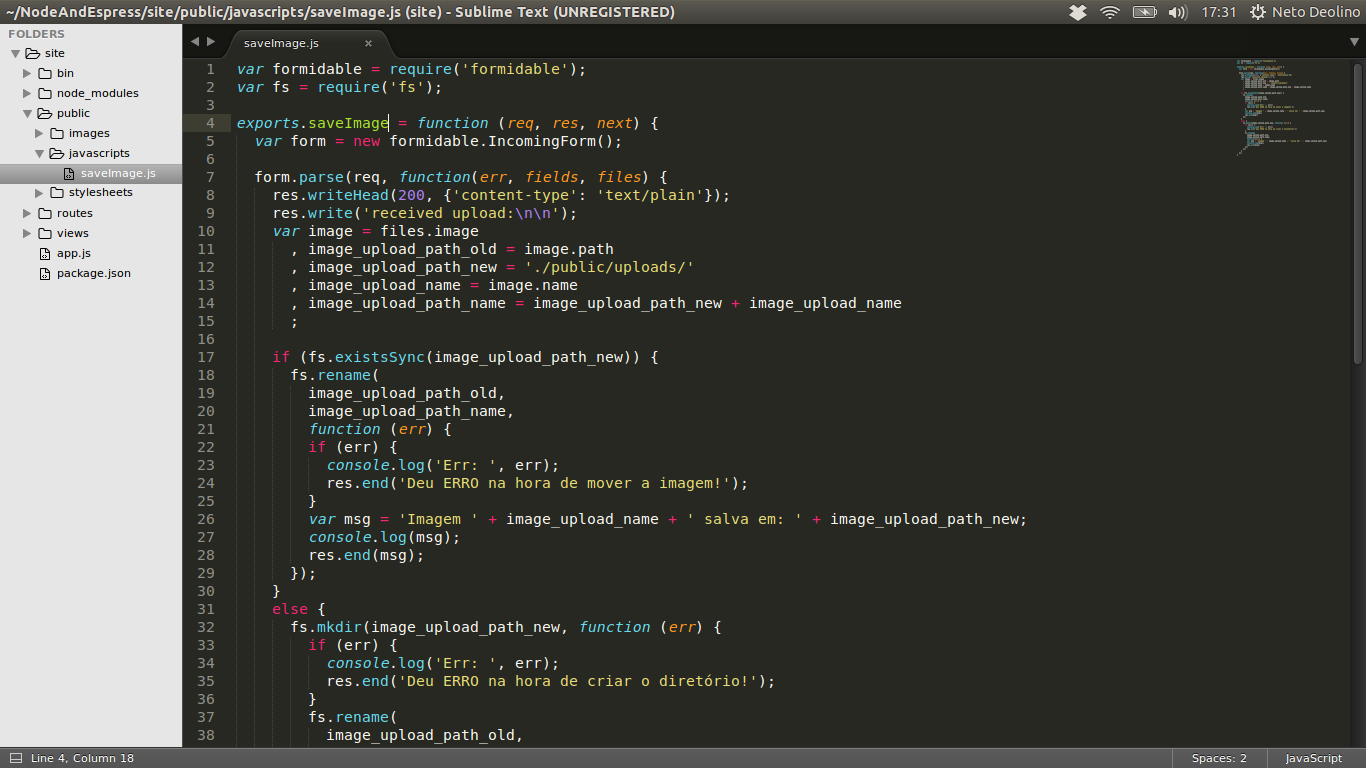 ~/NodeAndEspress/site/public/javascripts/saveImage.js (site) - Sublime Text (UNREGISTERED)
17:31
Neto Deolino
FOLDERS
site
bin
node_modules
public
images
javascripts
saveImage.js
stylesheets
routes
views
app.js
package.json
saveImage.js ×
1 var formidable = require('formidable');
2 var fs = require('fs');
3
4 exports.saveImage = function (req, res, next) {
5   var form = new formidable.IncomingForm();
6
7   form.parse(req, function(err, fields, files) {
8     res.writeHead(200, {'content-type': 'text/plain'});
9     res.write('received upload:\n\n');
10     var image = files.image
11       , image_upload_path_old = image.path
12       , image_upload_path_new = './public/uploads/'
13       , image_upload_name = image.name
14       , image_upload_path_name = image_upload_path_new + image_upload_name
15       ;
16
17     if (fs.existsSync(image_upload_path_new)) {
18       fs.rename(
19         image_upload_path_old,
20         image_upload_path_name,
21         function (err) {
22         if (err) {
23           console.log('Err: ', err);
24           res.end('Deu ERRO na hora de mover a imagem!');
25         }
26         var msg = 'Imagem ' + image_upload_name + ' salva em: ' + image_upload_path_new;
27         console.log(msg);
28         res.end(msg);
29       });
30     }
31     else {
32       fs.mkdir(image_upload_path_new, function (err) {
33         if (err) {
34           console.log('Err: ', err);
35           res.end('Deu ERRO na hora de criar o diretório!');
36         }
37         fs.rename(
38           image_upload_path_old,
Line 4, Column 18
Spaces: 2
JavaScript